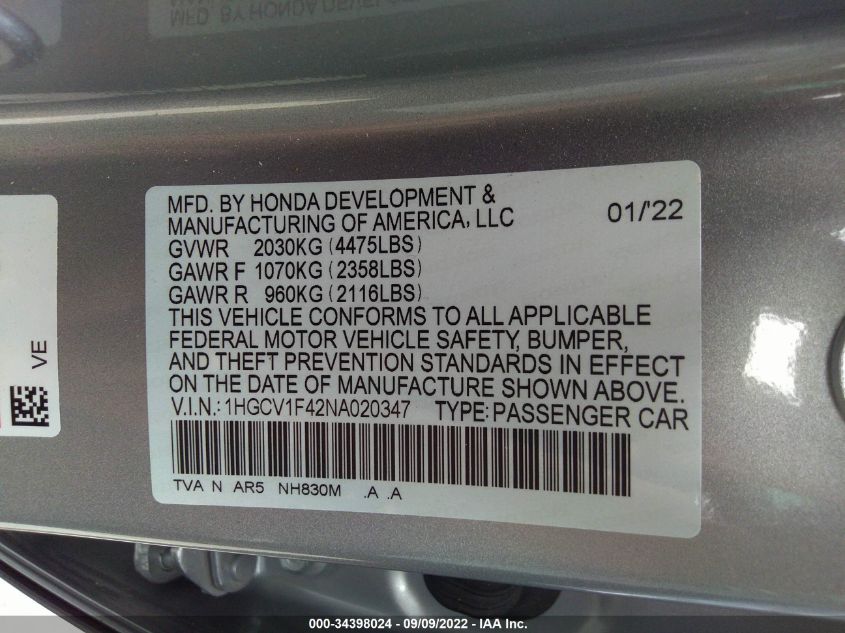 MFD. BY HONDA DEVELOPMENT &
MANUFACTURING OF AMERICA, LLC 01/'22
GVWR 2030KG (4475LBS)
GAWR F 1070KG (2358LBS)
GAWR R 960KG (2116LBS)
THIS VEHICLE CONFORMS TO ALL APPLICABLE
FEDERAL MOTOR VEHICLE SAFETY, BUMPER,
AND THEFT PREVENTION STANDARDS IN EFFECT
ON THE DATE OF MANUFACTURE SHOWN ABOVE.
V.I.N.: 1HGCV1F42NA020347 TYPE: PASSENGER CAR
TVA N AR5 NH830M .A .A
VE
000-34398024 - 09/09/2022 - IAA Inc.